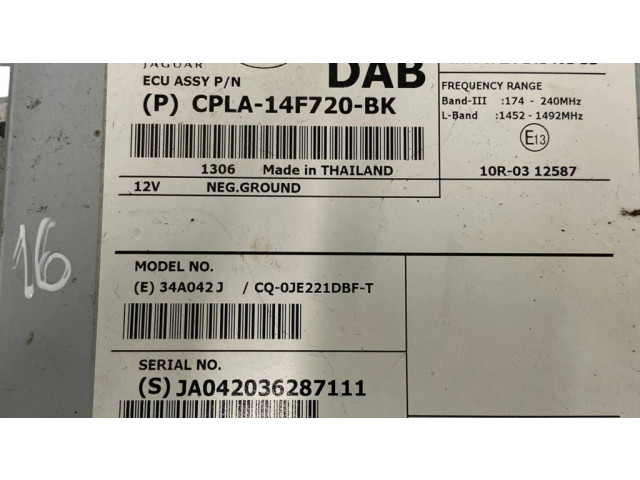 JAGUAR
DAB
ECU ASSY P/N
(P) CPLA-14F720-BK
FREQUENCY RANGE
Band-III :174 - 240MHz
L-Band :1452 - 1492MHz
E13
1306 Made in THAILAND
10R-03 12587
12V NEG.GROUND
16
MODEL NO.
(E) 34A042J / CQ-0JE221DBF-T
SERIAL NO.
(S) JA042036287111